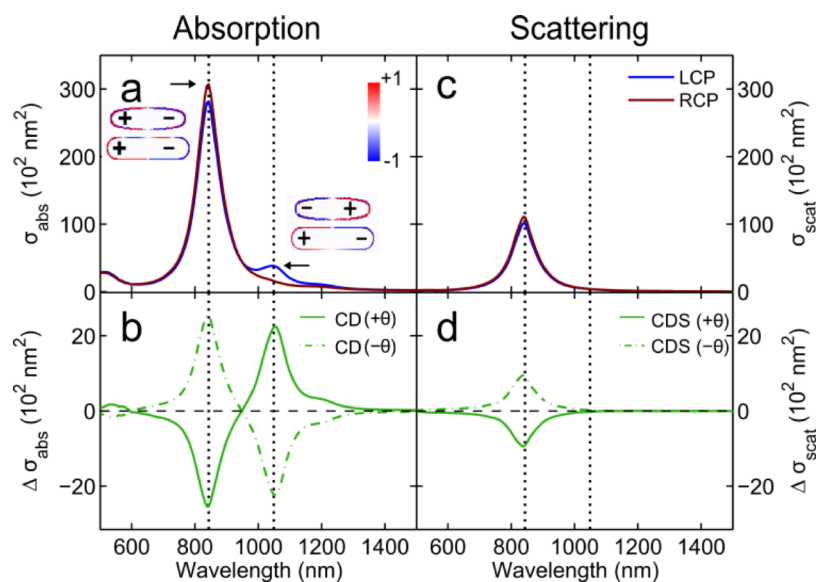 Absorption
Scattering
a
c
+1
-1
LCP
RCP
300
200
100
0
σabs (10² nm²)
+ −
+ −
− +
+ −
300
200
100
0
σscat (10² nm²)
b
d
CD (+θ)
CD (−θ)
CDS (+θ)
CDS (−θ)
20
0
−20
Δ σabs (10² nm²)
20
0
−20
Δ σscat (10² nm²)
600 800 1000 1200 1400
Wavelength (nm)
600 800 1000 1200 1400
Wavelength (nm)